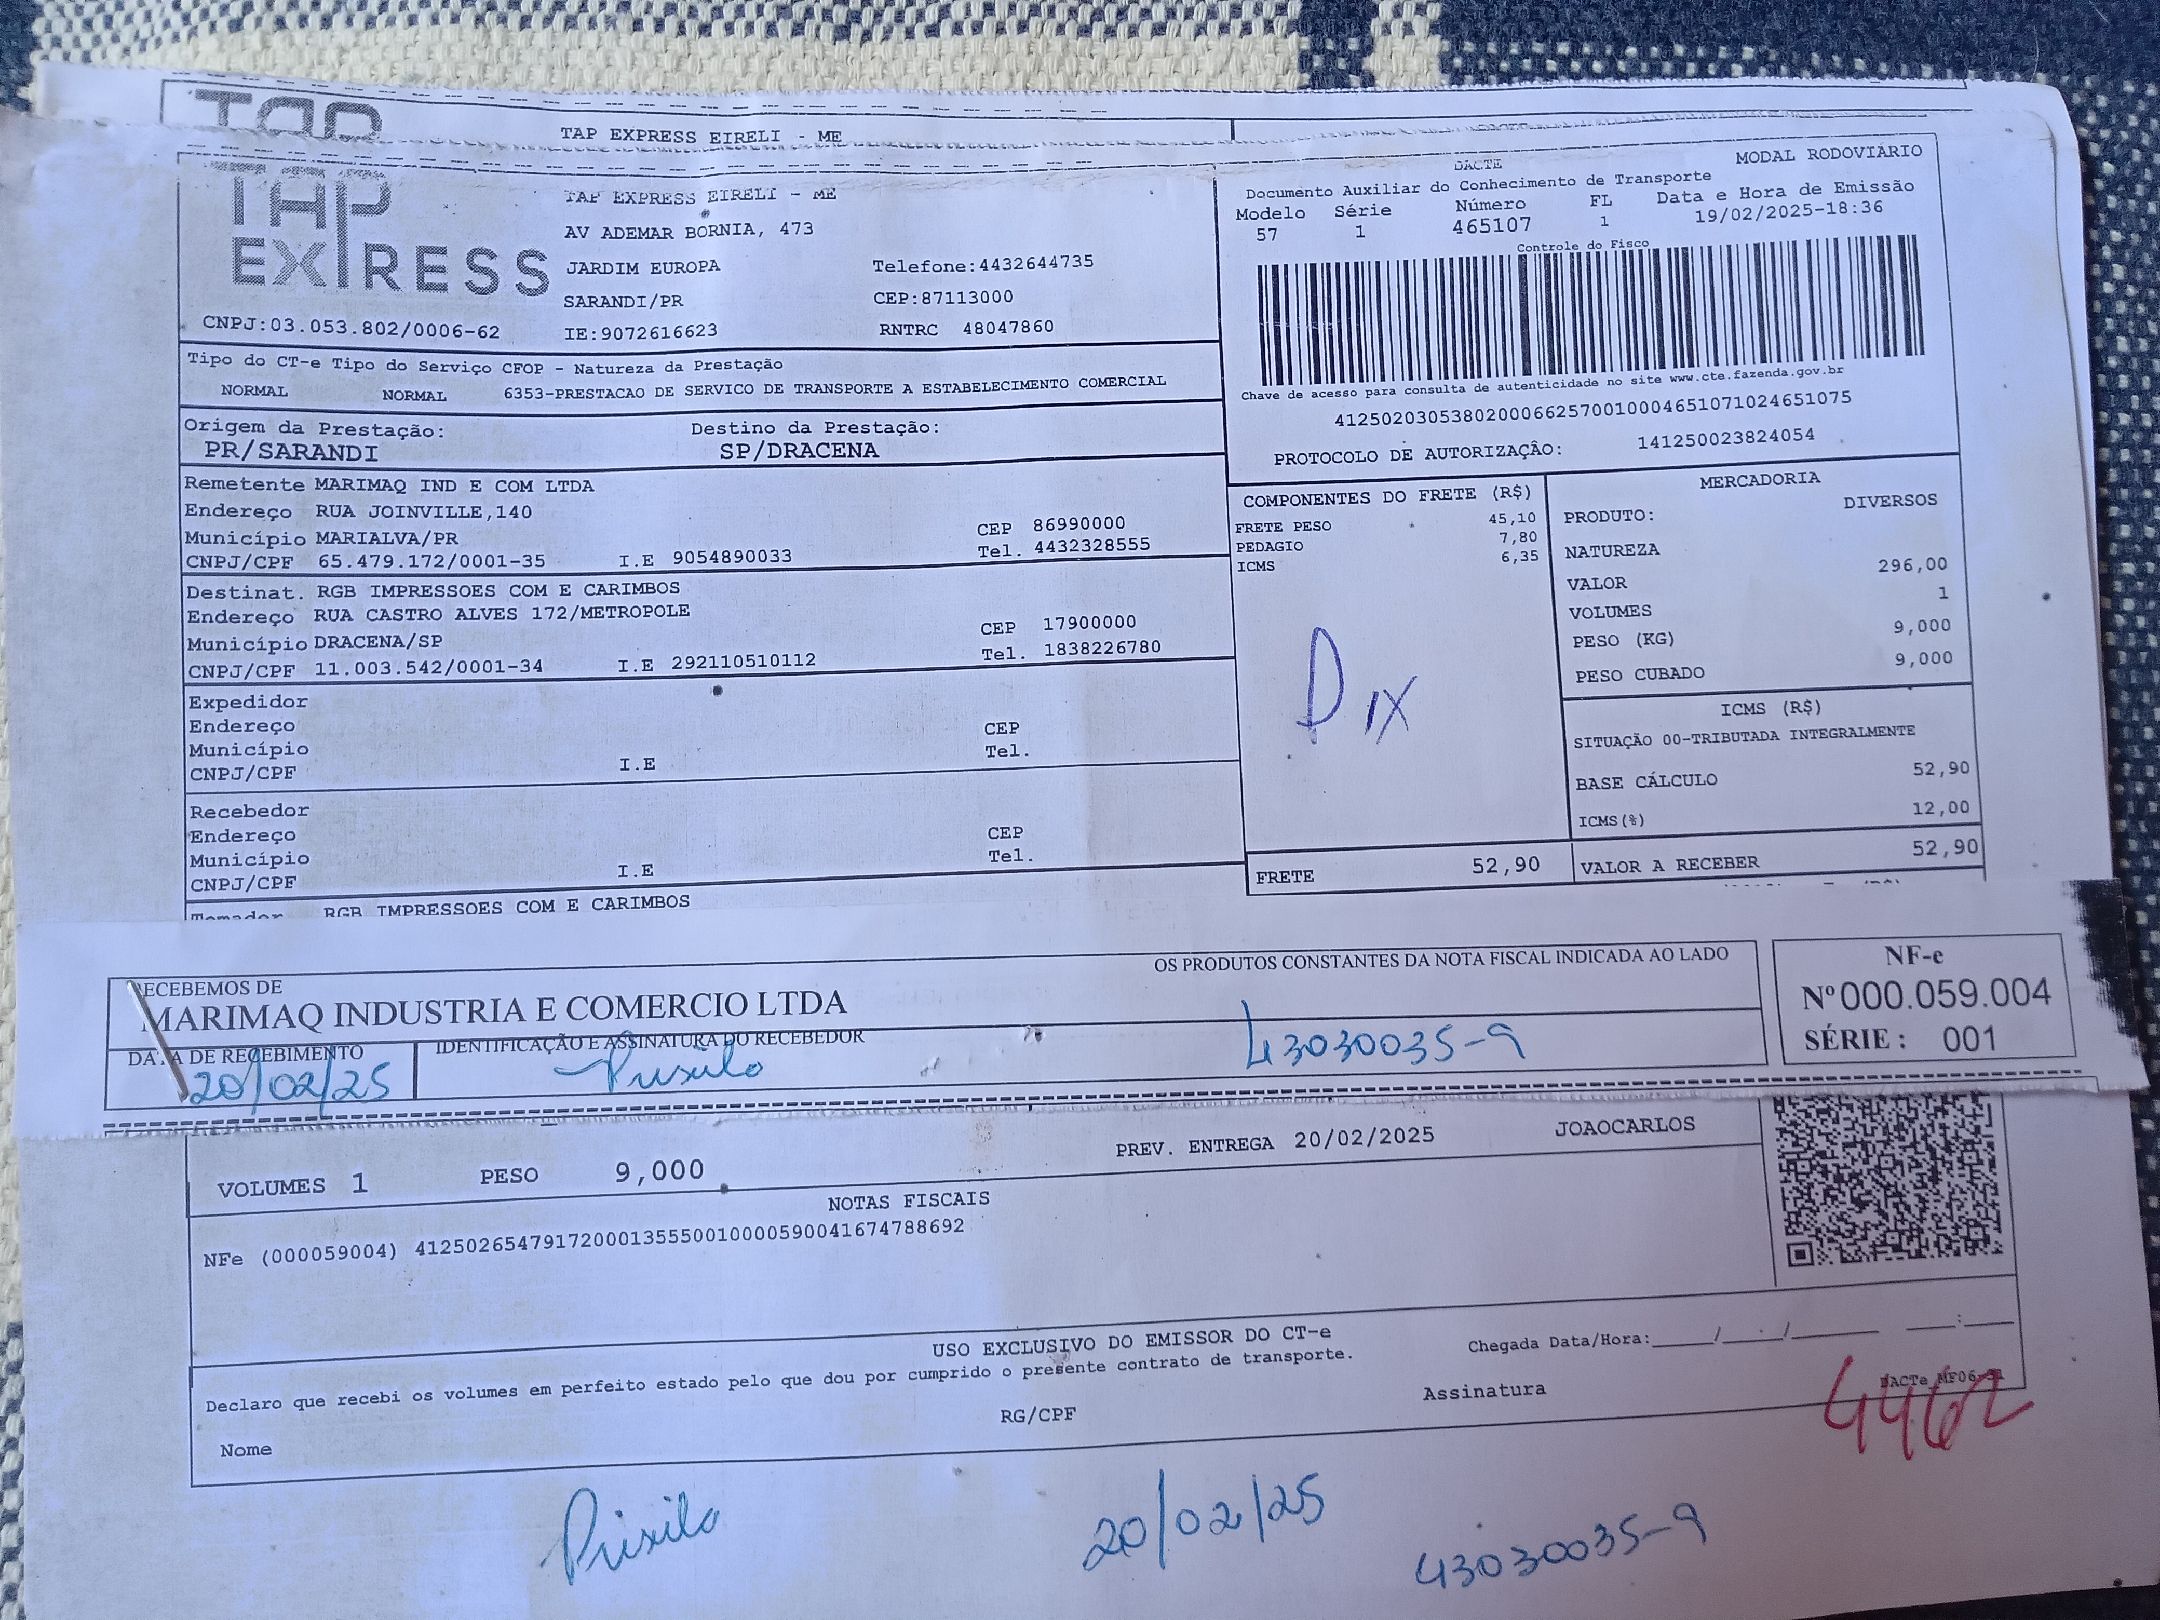 TAP EXPRESS EIRELI - ME
TAP EXPRESS
TAP EXPRESS EIRELI - ME
AV ADEMAR BORNIA, 473
JARDIM EUROPA Telefone:4432644735
SARANDI/PR CEP:87113000
CNPJ:03.053.802/0006-62 IE:9072616623 RNTRC 48047860
DACTE MODAL RODOVIÁRIO
Documento Auxiliar do Conhecimento de Transporte
Modelo Série Número FL Data e Hora de Emissão
57 1 465107 1 19/02/2025-18:36
Controle do Fisco
Chave de acesso para consulta de autenticidade no site www.cte.fazenda.gov.br
41250203053802000662570010004651071024651075
PROTOCOLO DE AUTORIZAÇÃO: 141250023824054
Tipo do CT-e Tipo do Serviço CFOP - Natureza da Prestação
NORMAL NORMAL 6353-PRESTACAO DE SERVICO DE TRANSPORTE A ESTABELECIMENTO COMERCIAL
Origem da Prestação: Destino da Prestação:
PR/SARANDI SP/DRACENA
Remetente MARIMAQ IND E COM LTDA
Endereço RUA JOINVILLE,140
Município MARIALVA/PR CEP 86990000
CNPJ/CPF 65.479.172/0001-35 I.E 9054890033 Tel. 4432328555
Destinat. RGB IMPRESSOES COM E CARIMBOS
Endereço RUA CASTRO ALVES 172/METROPOLE
Município DRACENA/SP CEP 17900000
CNPJ/CPF 11.003.542/0001-34 I.E 292110510112 Tel. 1838226780
Expedidor
Endereço CEP
Município Tel.
CNPJ/CPF I.E
Recebedor
Endereço CEP
Município Tel.
CNPJ/CPF I.E
Tomador RGB IMPRESSOES COM E CARIMBOS
COMPONENTES DO FRETE (R$)
FRETE PESO 45,10
PEDAGIO 7,80
ICMS 6,35
Dix
FRETE 52,90
MERCADORIA
PRODUTO: DIVERSOS
NATUREZA
VALOR 296,00
VOLUMES 1
PESO (KG) 9,000
PESO CUBADO 9,000
ICMS (R$)
SITUAÇÃO 00-TRIBUTADA INTEGRALMENTE
BASE CÁLCULO 52,90
ICMS(%) 12,00
VALOR A RECEBER 52,90
RECEBEMOS DE OS PRODUTOS CONSTANTES DA NOTA FISCAL INDICADA AO LADO
MARIMAQ INDUSTRIA E COMERCIO LTDA
DATA DE RECEBIMENTO IDENTIFICAÇÃO E ASSINATURA DO RECEBEDOR
20/02/25 43030035-9
NF-e
Nº 000.059.004
SÉRIE: 001
VOLUMES 1 PESO 9,000 PREV. ENTREGA 20/02/2025 JOAOCARLOS
NOTAS FISCAIS
NFe (000059004) 41250265479172000135550010000590041674788692
USO EXCLUSIVO DO EMISSOR DO CT-e
Declaro que recebi os volumes em perfeito estado pelo que dou por cumprido o presente contrato de transporte.
Chegada Data/Hora:_____/_____/_______ ____:____
Nome RG/CPF Assinatura
4462
20/02/25 43030035-9